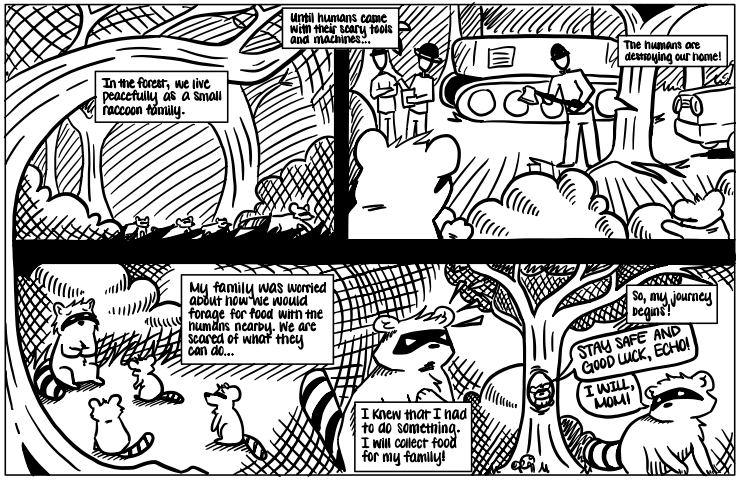 In the forest, we live
peacefully as a small
raccoon family.
Until humans came
with their scary tools
and machines...
The humans are
destroying our home!
My family was worried
about how we would
forage for food with the
humans nearby. We are
scared of what they
can do...
I knew that I had
to do something.
I will collect food
for my family!
So, my journey
begins!
STAY SAFE AND
GOOD LUCK, ECHO!
I WILL,
MOM!